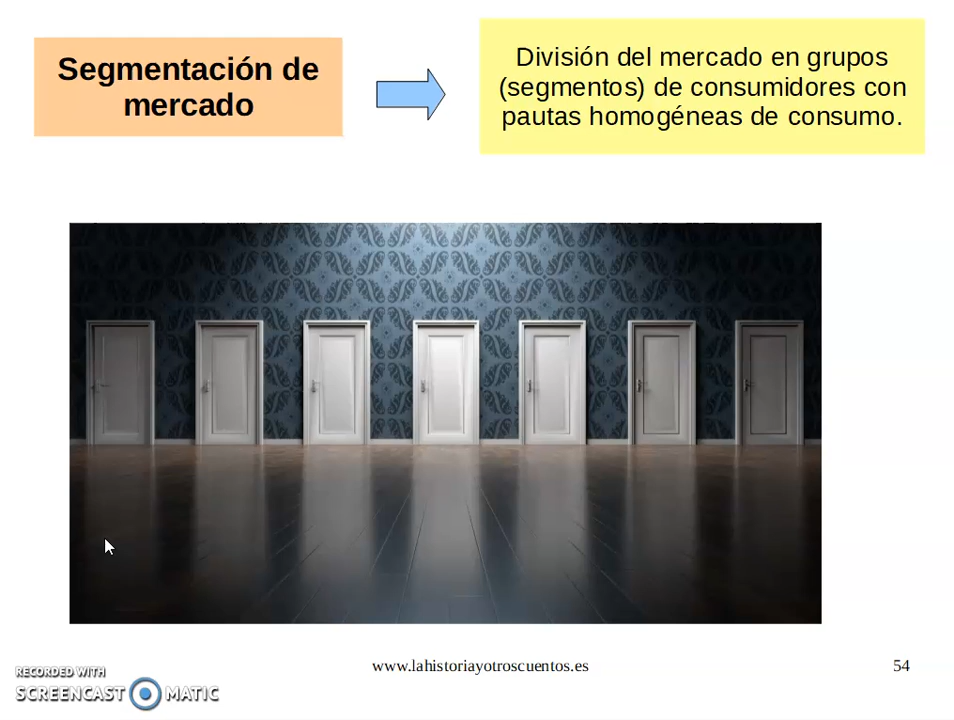 Segmentación de
mercado
División del mercado en grupos
(segmentos) de consumidores con
pautas homogéneas de consumo.
www.lahistoriayotroscuentos.es
54
RECORDED WITH
SCREENCAST MATIC